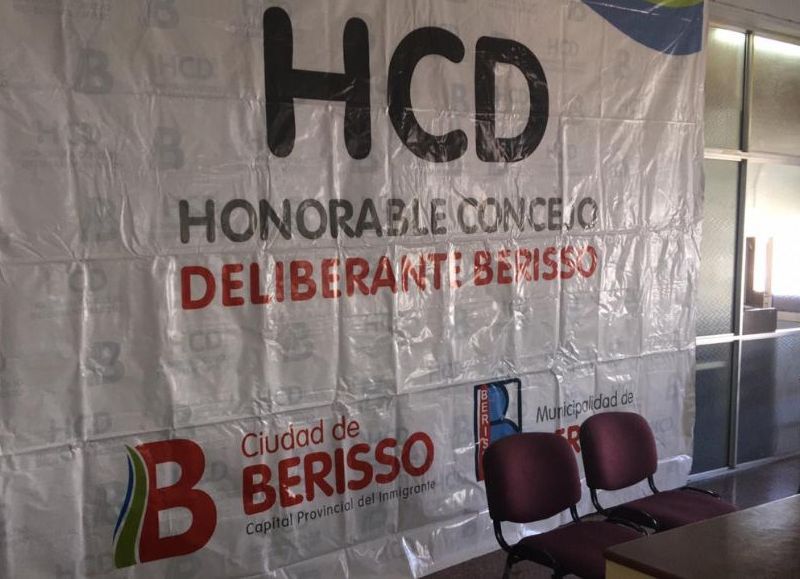 HCD
HONORABLE CONCEJO
DELIBERANTE BERISSO
B
Ciudad de
BERISSO
Capital Provincial del Inmigrante
Municipalidad de